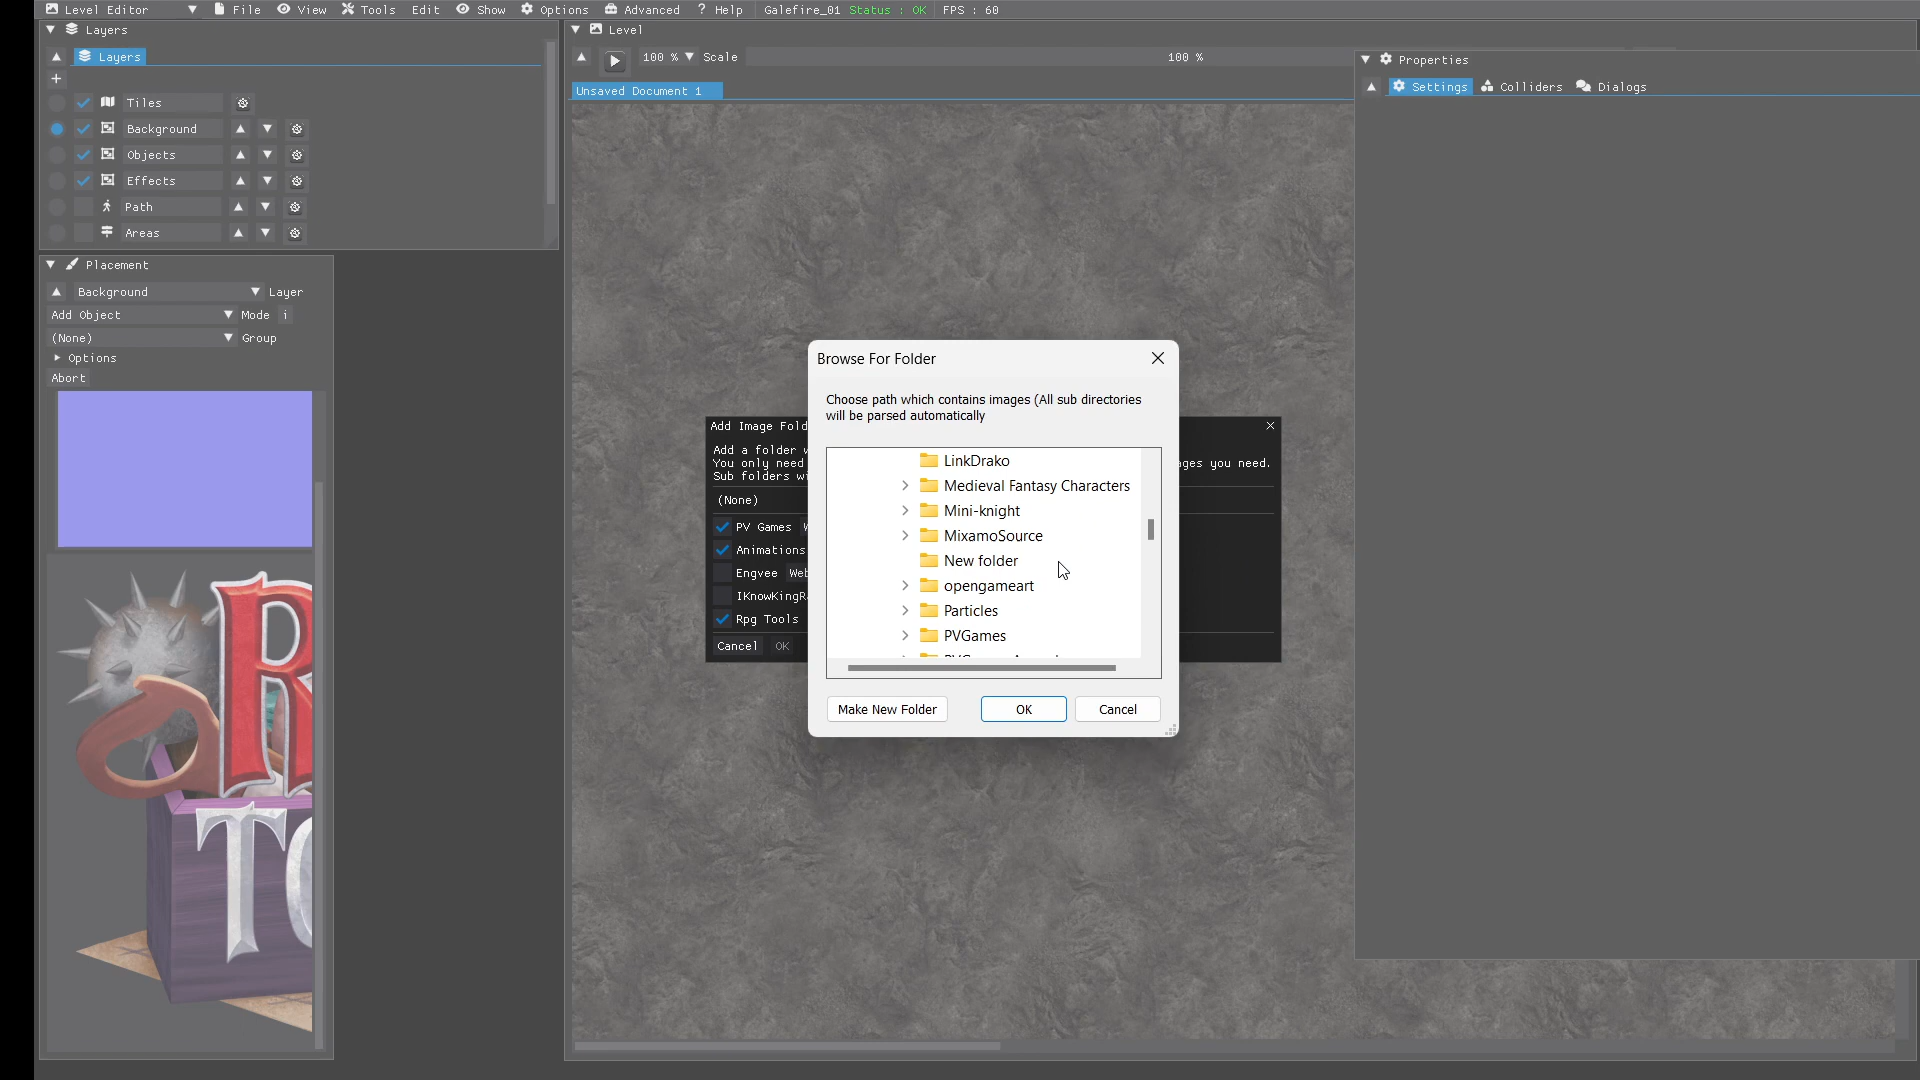 Level Editor
File
View
Tools
Edit
Show
Options
Advanced
? Help
Galefire_01 Status : OK
FPS : 60
Layers
Layers
+
Tiles
Background
Objects
Effects
Path
Areas
Placement
Background
Layer
Add Object
Mode
i
(None)
Group
Options
Abort
R
T
Level
100 %
Scale
100 %
Unsaved Document 1
Add Image Fold
Add a folder
You only need
ages you need.
Sub folders
(None)
PV Games
Animations
Engvee
IKnowKing
Rpg Tools
Cancel
OK
Browse For Folder
Choose path which contains images (All sub directories
will be parsed automatically
LinkDrako
Medieval Fantasy Characters
Mini-knight
MixamoSource
New folder
opengameart
Particles
PVGames
Make New Folder
OK
Cancel
Properties
Settings
Colliders
Dialogs